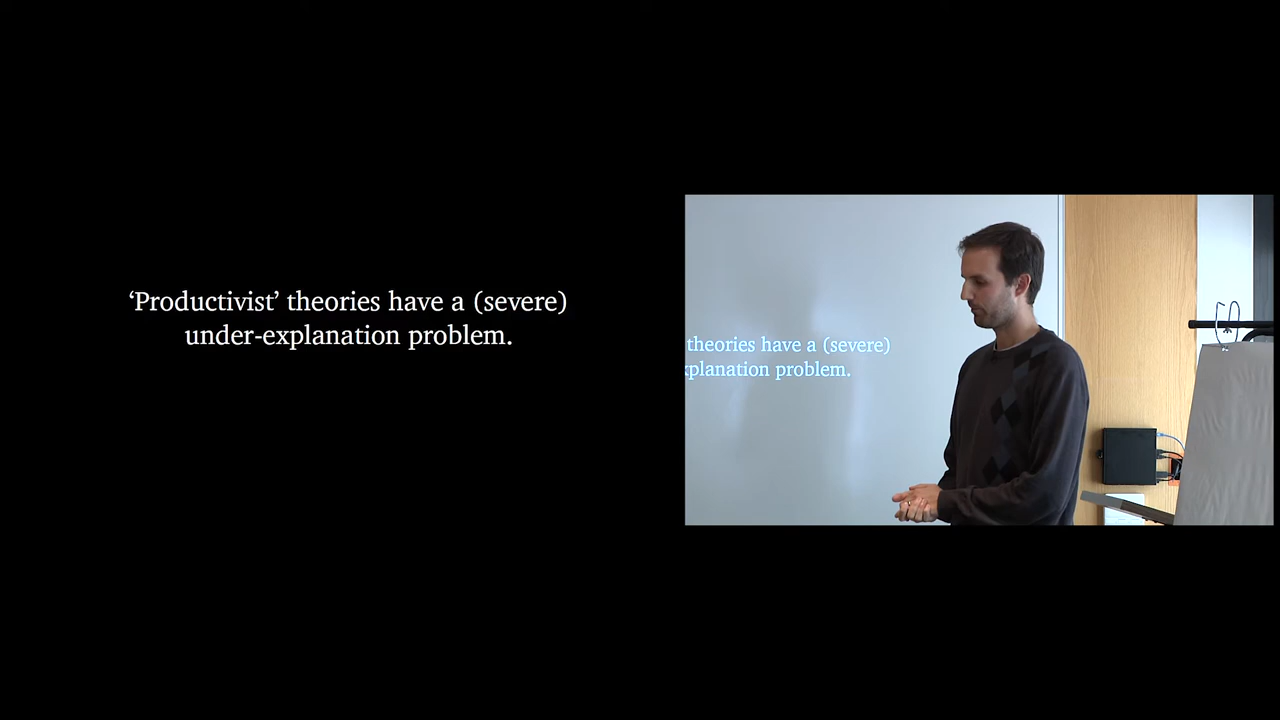 ‘Productivist’ theories have a (severe)
under-explanation problem.
theories have a (severe)
xplanation problem.